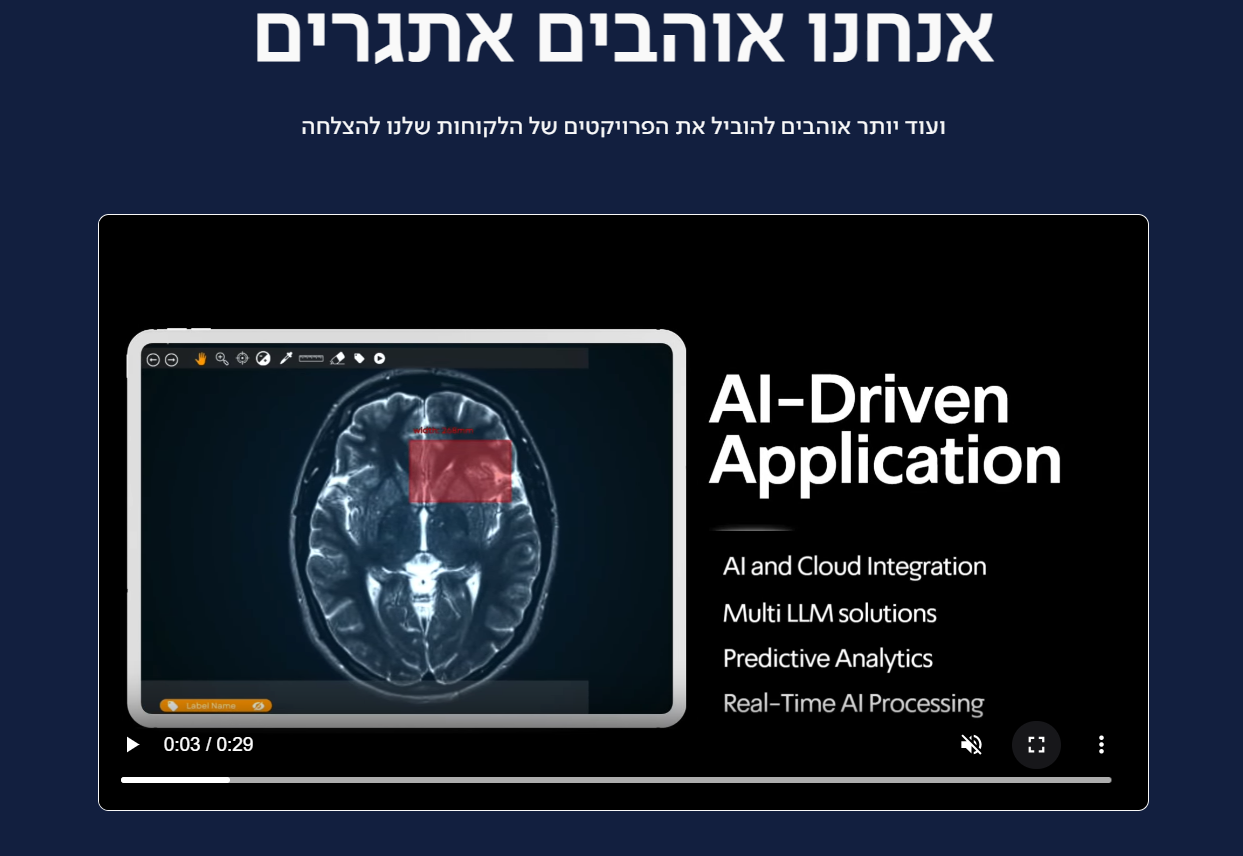 אנחנו אוהבים אתגרים
ועוד יותר אוהבים להוביל את הפרויקטים של הלקוחות שלנו להצלחה
AI-Driven
Application
AI and Cloud Integration
Multi LLM solutions
Predictive Analytics
Real-Time AI Processing
Label Name
0:03 / 0:29